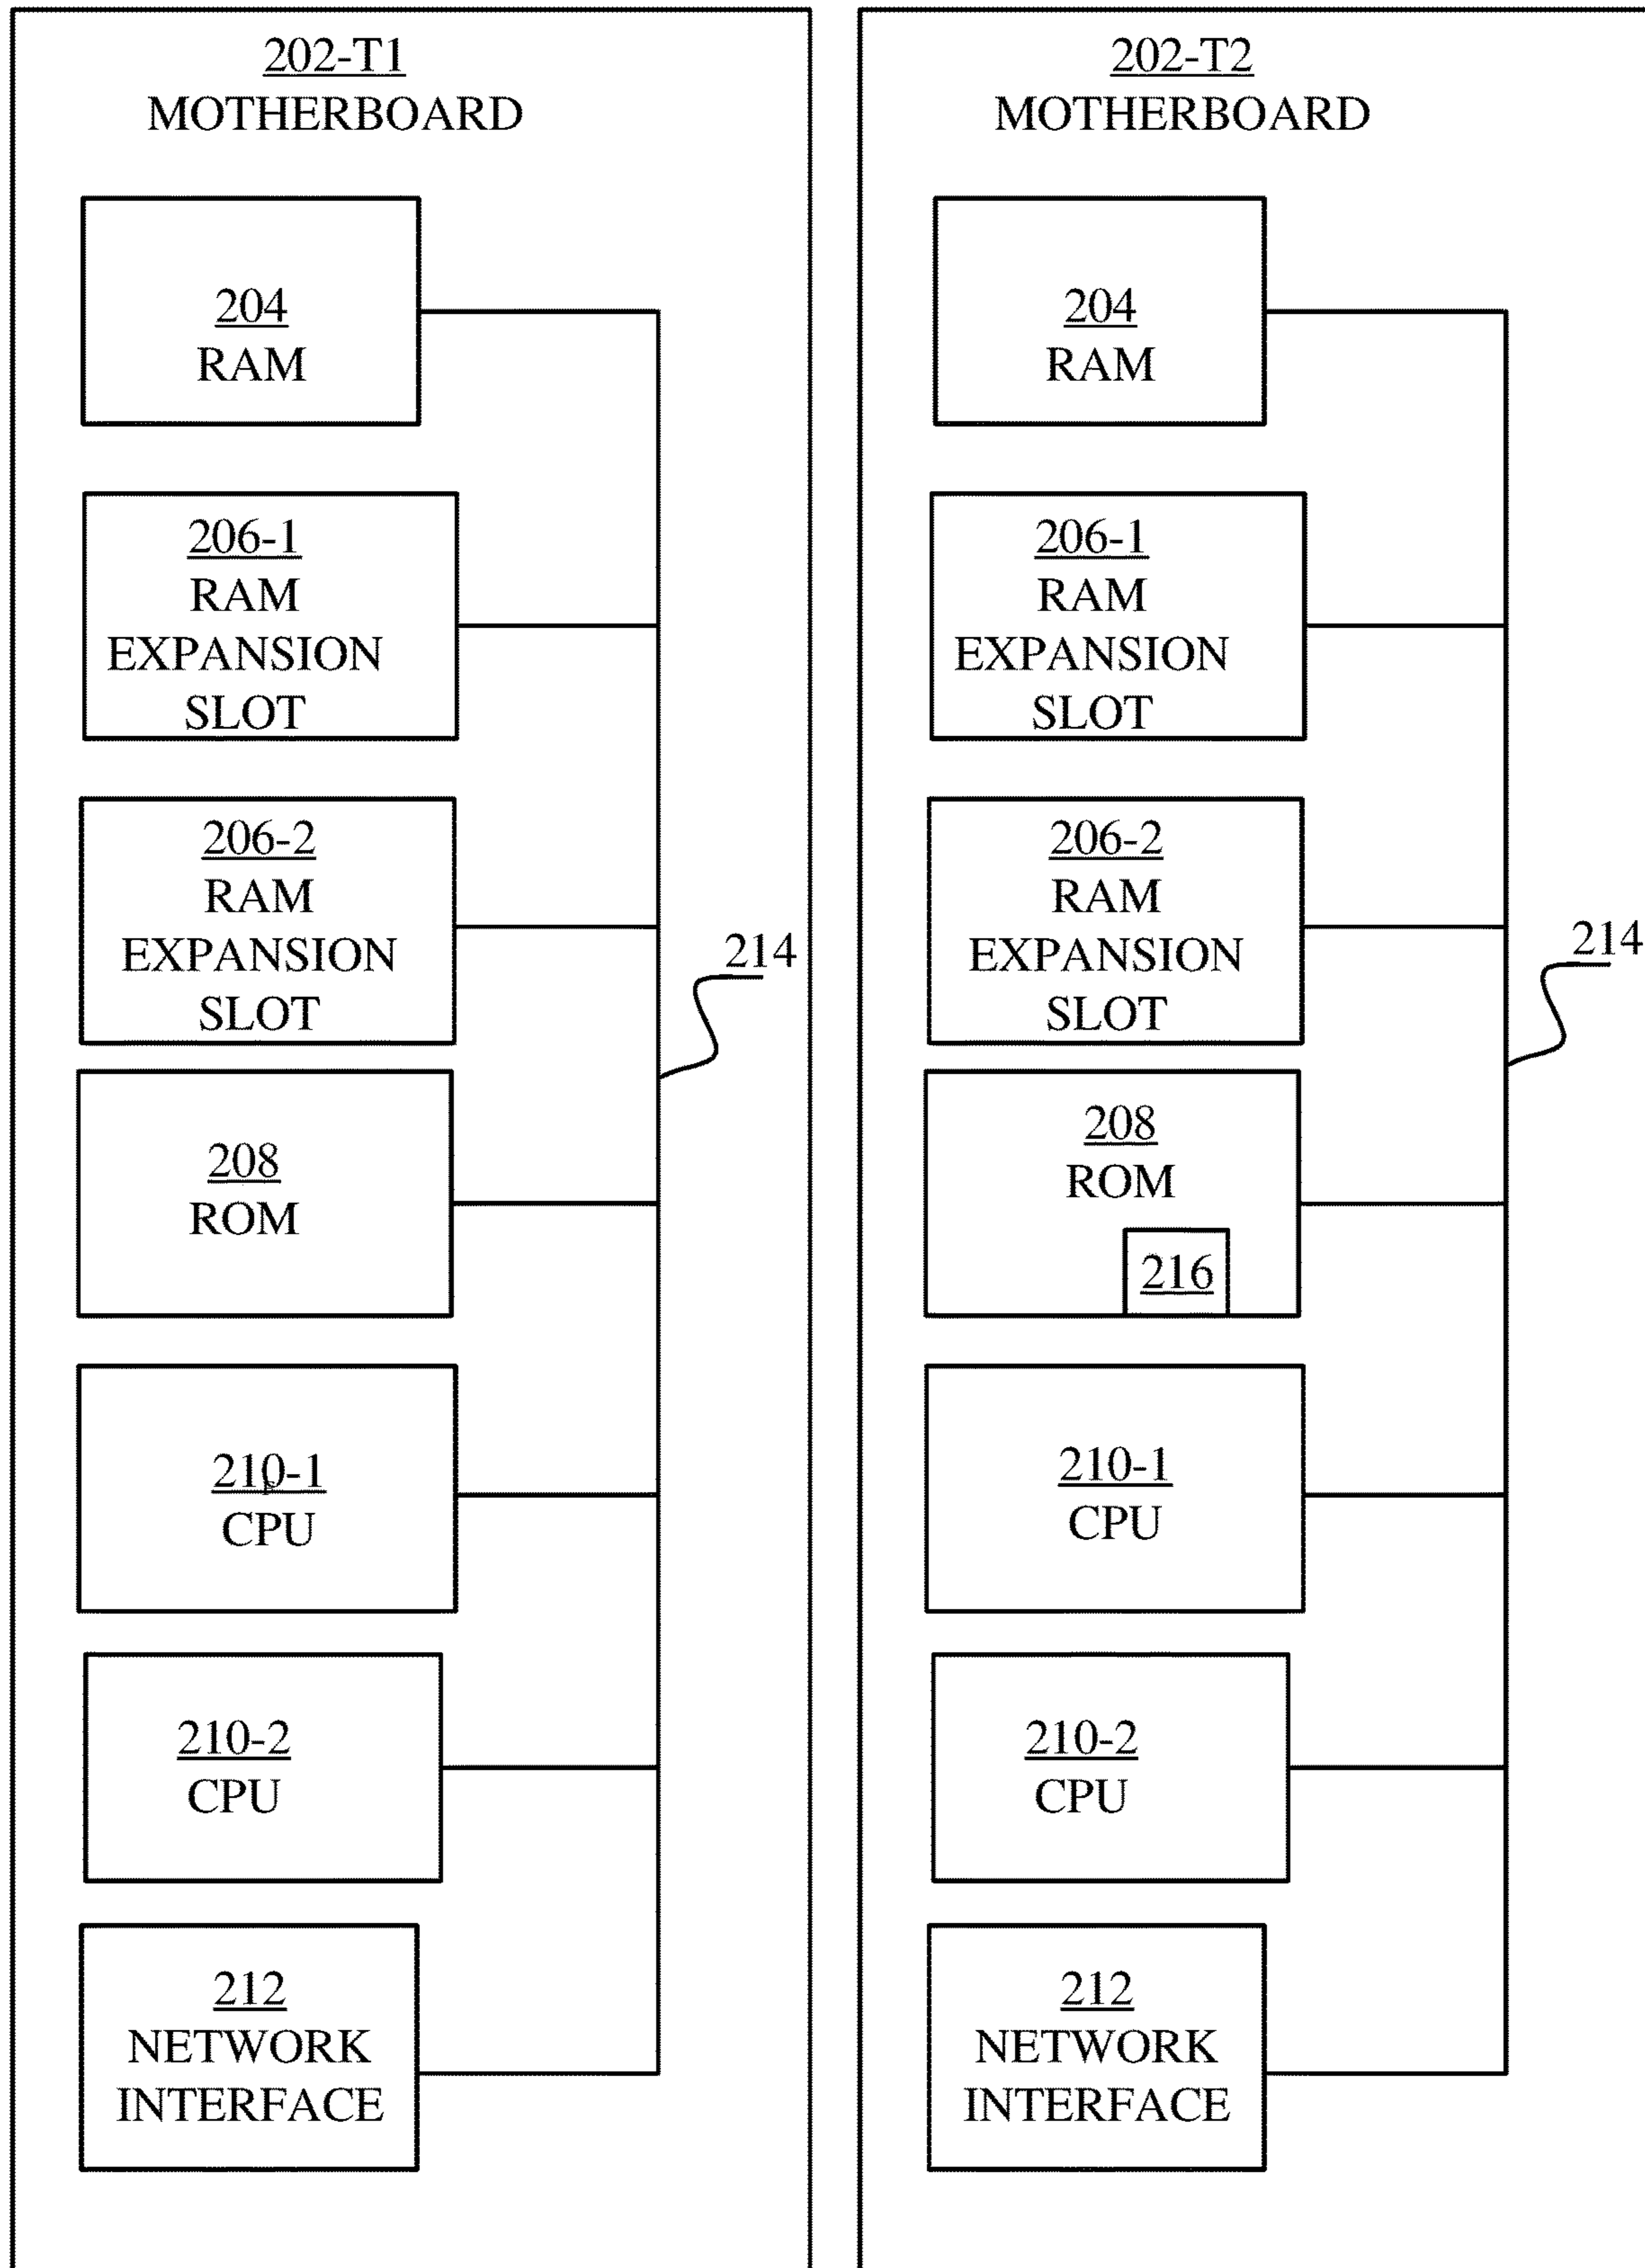 202-T1
MOTHERBOARD
204
RAM
206-1
RAM
EXPANSION
SLOT
206-2
RAM
EXPANSION
SLOT
214
208
ROM
210-1
CPU
210-2
CPU
212
NETWORK
INTERFACE
202-T2
MOTHERBOARD
204
RAM
206-1
RAM
EXPANSION
SLOT
206-2
RAM
EXPANSION
SLOT
214
208
ROM
216
210-1
CPU
210-2
CPU
212
NETWORK
INTERFACE